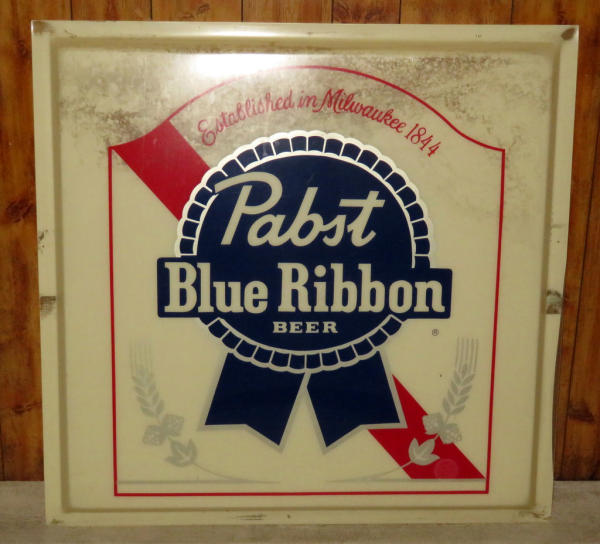 Established in Milwaukee 1844
Pabst
Blue Ribbon
BEER
®